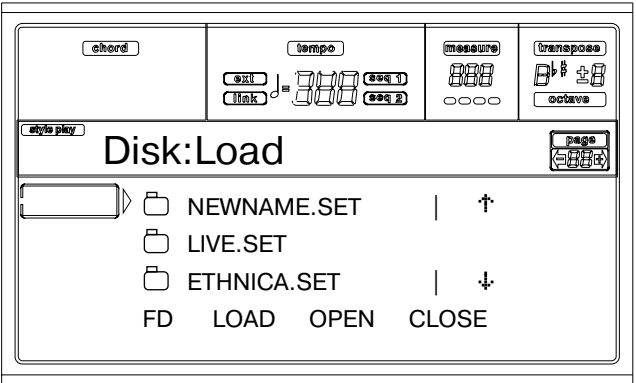 chord tempo measure transpose
ext seq 1
link seq 2
octave
style play page
Disk:Load
NEWNAME.SET
LIVE.SET
ETHNICA.SET
FD LOAD OPEN CLOSE